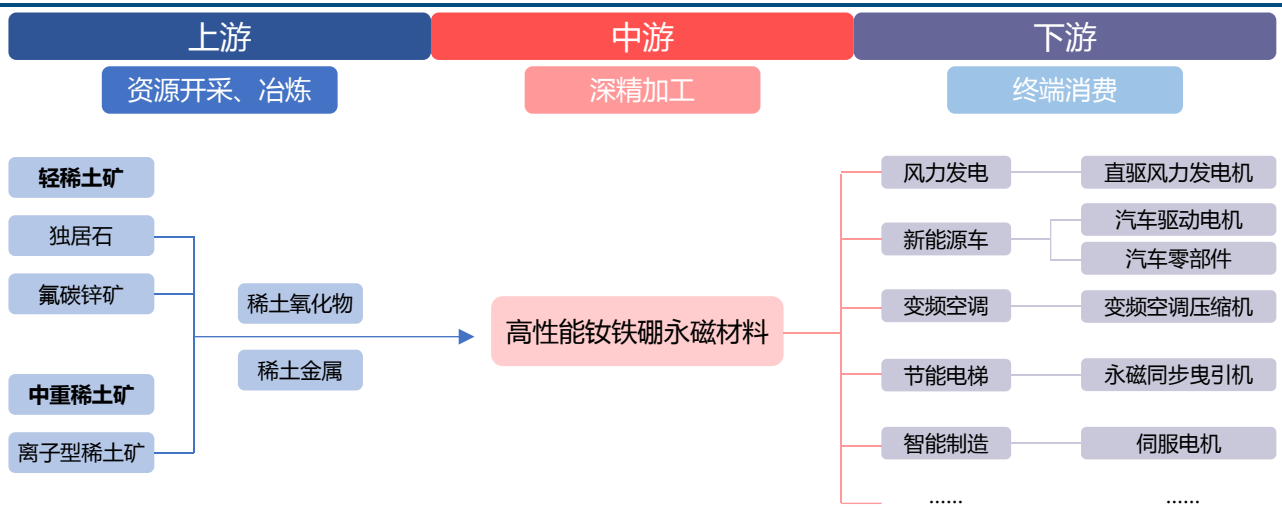 上游
中游
下游
资源开采、冶炼
深精加工
终端消费
轻稀土矿
独居石
氟碳锌矿
中重稀土矿
离子型稀土矿
稀土氧化物
稀土金属
高性能钕铁硼永磁材料
风力发电
直驱风力发电机
新能源车
汽车驱动电机
汽车零部件
变频空调
变频空调压缩机
节能电梯
永磁同步曳引机
智能制造
伺服电机
......
......